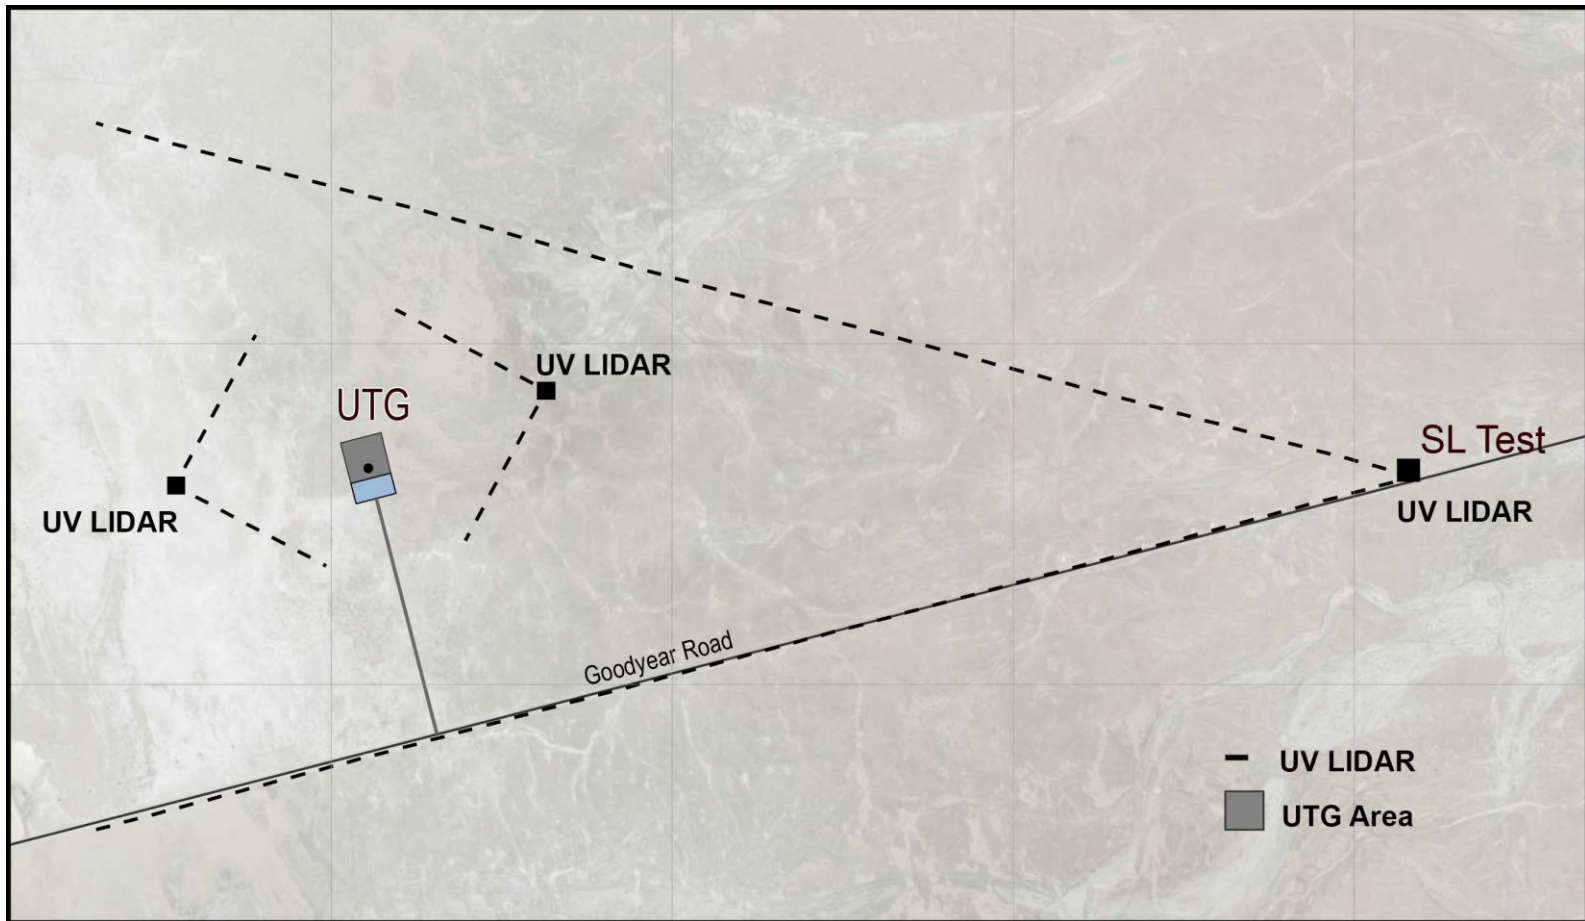 UV LIDAR
UTG
SL Test
UV LIDAR
UV LIDAR
Goodyear Road
UV LIDAR
UTG Area